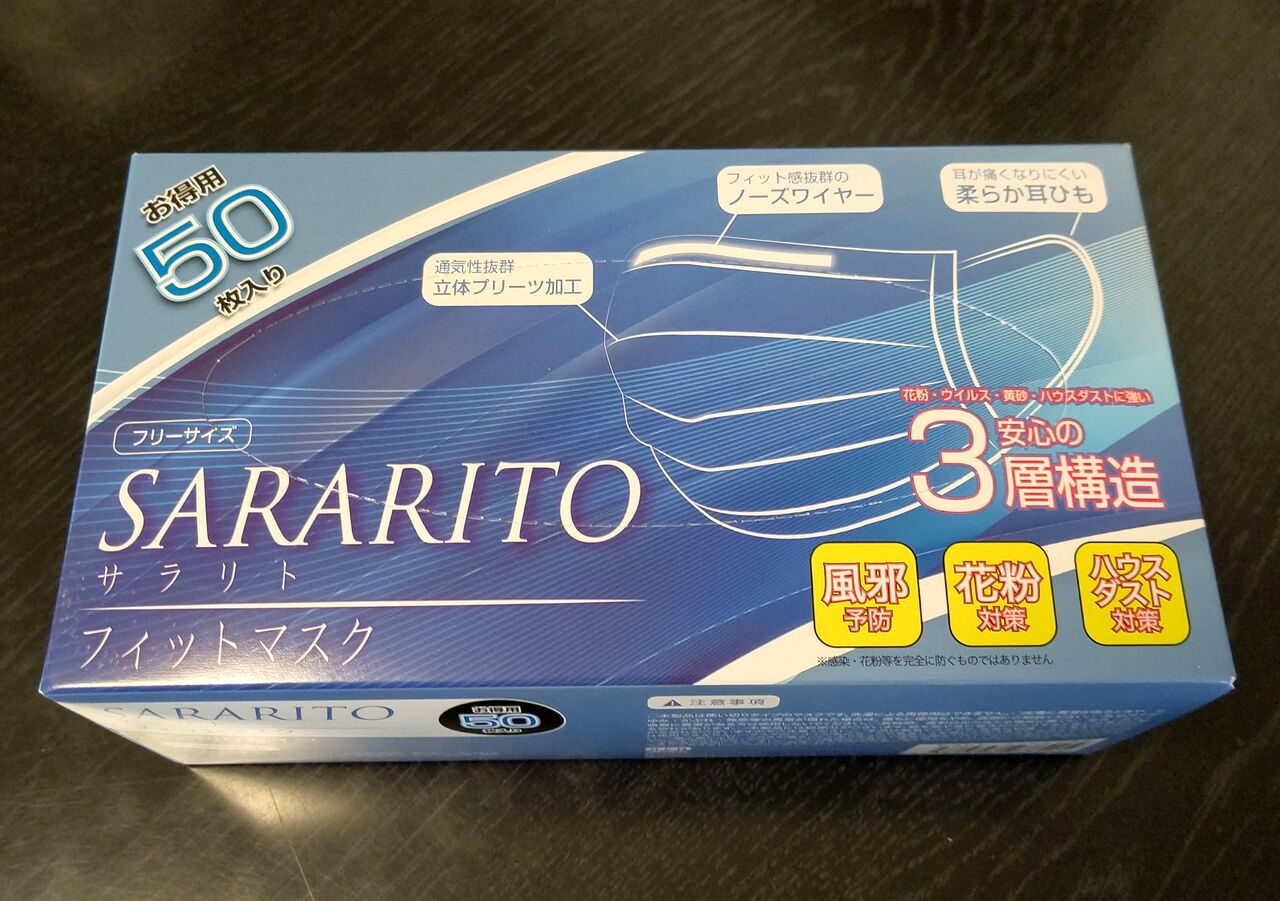 お得用
50
枚入り
フィット感抜群の
ノーズワイヤー
耳が痛くなりにくい
柔らか耳ひも
通気性抜群
立体プリーツ加工
花粉・ウイルス・黄砂・ハウスダストに強い
安心の
3層構造
フリーサイズ
SARARITO
サラリト
フィットマスク
風邪
予防
花粉
対策
ハウス
ダスト
対策
※感染・花粉等を完全に防ぐものではありません
SARARITO
お得用
50
枚入り
注意事項